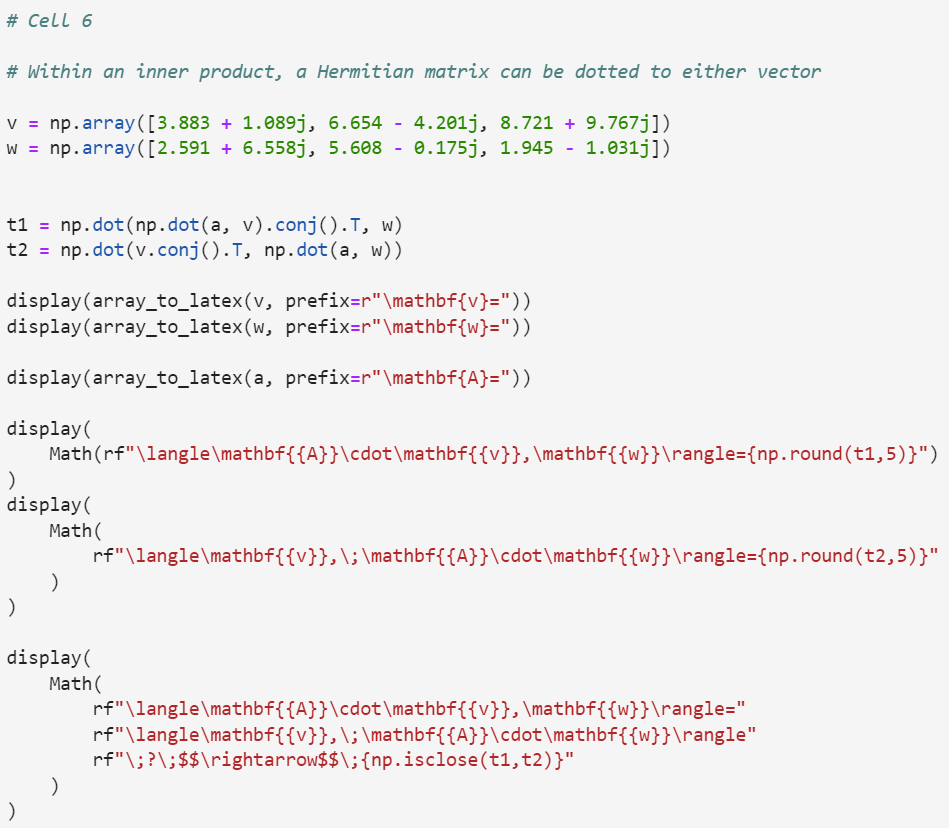 # Cell 6
# Within an inner product, a Hermitian matrix can be dotted to either vector
v = np.array([3.883 + 1.089j, 6.654 - 4.201j, 8.721 + 9.767j])
w = np.array([2.591 + 6.558j, 5.608 - 0.175j, 1.945 - 1.031j])
t1 = np.dot(np.dot(a, v).conj().T, w)
t2 = np.dot(v.conj().T, np.dot(a, w))
display(array_to_latex(v, prefix=r"\mathbf{v}="))
display(array_to_latex(w, prefix=r"\mathbf{w}="))
display(array_to_latex(a, prefix=r"\mathbf{A}="))
display(
    Math(rf"\langle\mathbf{{A}}\cdot\mathbf{{v}},\mathbf{{w}}\rangle={np.round(t1,5)}")
)
display(
    Math(
        rf"\langle\mathbf{{v}},\;\mathbf{{A}}\cdot\mathbf{{w}}\rangle={np.round(t2,5)}"
    )
)
display(
    Math(
        rf"\langle\mathbf{{A}}\cdot\mathbf{{v}},\mathbf{{w}}\rangle="
        rf"\langle\mathbf{{v}},\;\mathbf{{A}}\cdot\mathbf{{w}}\rangle"
        rf"\;?\;$$\rightarrow$$\;{np.isclose(t1,t2)}"
    )
)